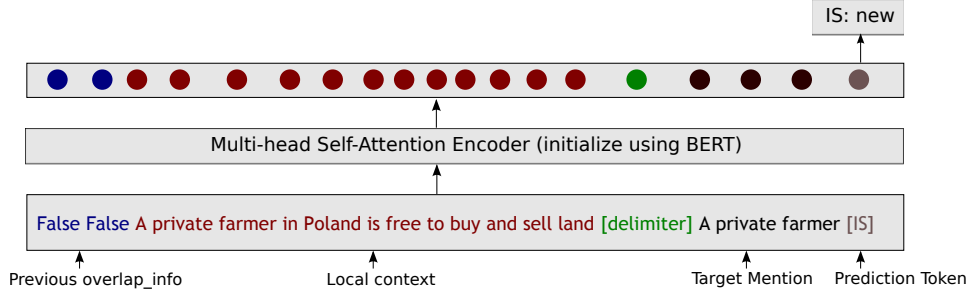 IS: new
Multi-head Self-Attention Encoder (initialize using BERT)
False False A private farmer in Poland is free to buy and sell land [delimiter] A private farmer [IS]
Previous overlap_info Local context Target Mention Prediction Token